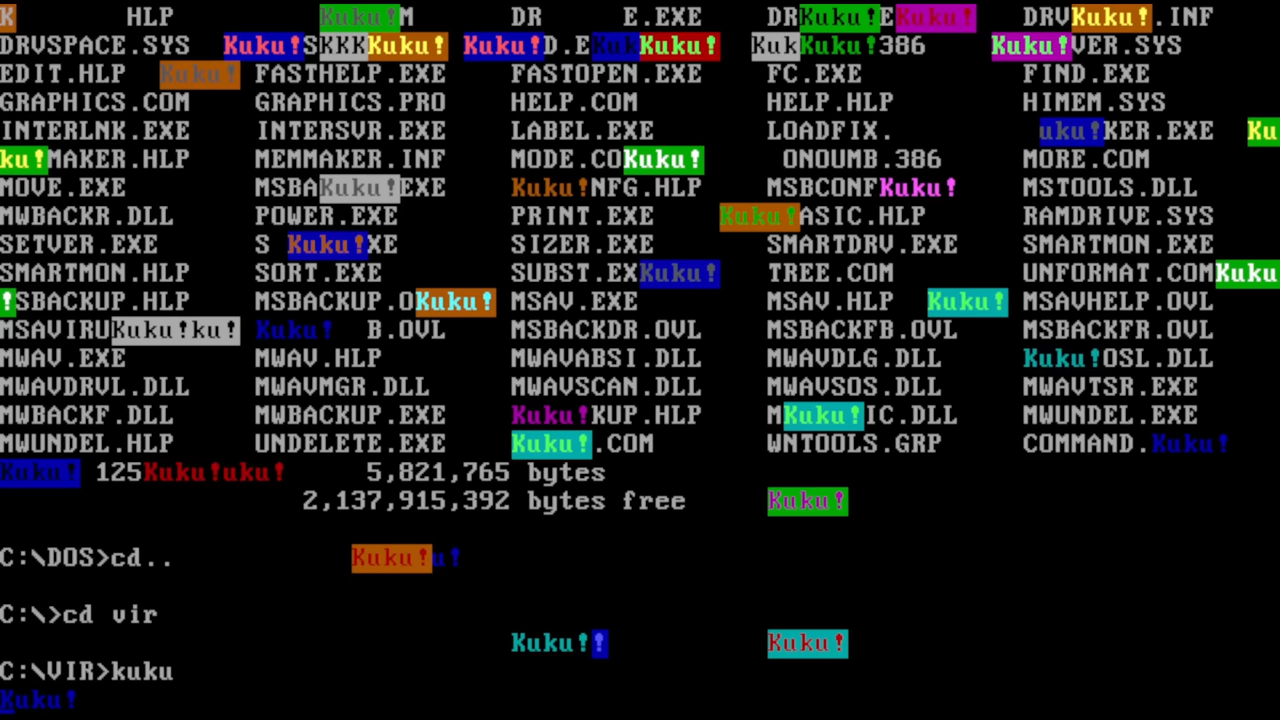 K HLP Kuku!M DR E.EXE DRKuku!EKuku! DRVKuku!.INF
DRVSPACE.SYS Kuku!SKKKKuku! Kuku!D.EKukKuku! KukKuku!386 Kuku!VER.SYS
EDIT.HLP Kuku! FASTHELP.EXE FASTOPEN.EXE FC.EXE FIND.EXE
GRAPHICS.COM GRAPHICS.PRO HELP.COM HELP.HLP HIMEM.SYS
INTERLNK.EXE INTERSVR.EXE LABEL.EXE LOADFIX. uku!KER.EXE Ku
ku!MAKER.HLP MEMMAKER.INF MODE.COKuku! ONOUMB.386 MORE.COM
MOVE.EXE MSBAKuku!EXE Kuku!NFG.HLP MSBCONFKuku! MSTOOLS.DLL
MWBACKR.DLL POWER.EXE PRINT.EXE Kuku!ASIC.HLP RAMDRIVE.SYS
SETVER.EXE S Kuku!XE SIZER.EXE SMARTDRV.EXE SMARTMON.EXE
SMARTMON.HLP SORT.EXE SUBST.EXKuku! TREE.COM UNFORMAT.COMKuku
!SBACKUP.HLP MSBACKUP.OKuku! MSAV.EXE MSAV.HLP Kuku! MSAVHELP.OVL
MSAVIRUKuku!ku! Kuku! B.OVL MSBACKDR.OVL MSBACKFB.OVL MSBACKFR.OVL
MWAV.EXE MWAV.HLP MWAVABSI.DLL MWAVDLG.DLL Kuku!OSL.DLL
MWAVDRVL.DLL MWAVMGR.DLL MWAVSCAN.DLL MWAVSOS.DLL MWAVTSR.EXE
MWBACKF.DLL MWBACKUP.EXE Kuku!KUP.HLP MKuku!IC.DLL MWUNDEL.EXE
MWUNDEL.HLP UNDELETE.EXE Kuku!.COM WNTOOLS.GRP COMMAND.Kuku!
Kuku! 125Kuku!uku! 5,821,765 bytes
2,137,915,392 bytes free Kuku!
C:\DOS>cd.. Kuku!u!
C:\>cd vir
Kuku!! Kuku!
C:\VIR>kuku
Kuku!